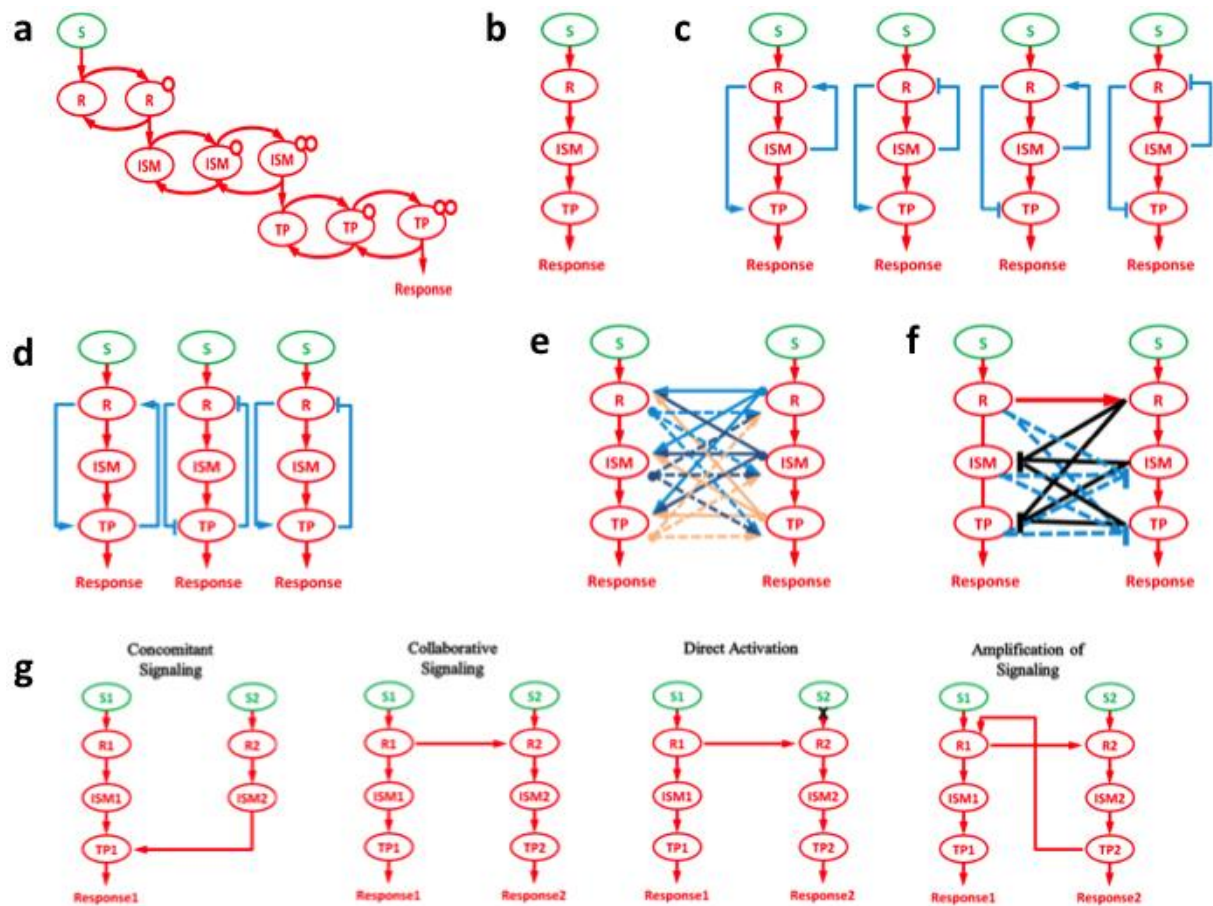 a
S
R R
ISM ISM ISM
TP TP TP
Response
b
S
R
ISM
TP
Response
c
S S S S
R R R R
ISM ISM ISM ISM
TP TP TP TP
Response Response Response Response
d
S S S
R R R
ISM ISM ISM
TP TP TP
Response Response Response
e
S S
R R
ISM ISM
TP TP
Response Response
f
S S
R R
ISM ISM
TP TP
Response Response
g
Concomitant
Signaling
S1 S2
R1 R2
ISM1 ISM2
TP1
Response1
Collaborative
Signaling
S1 S2
R1 R2
ISM1 ISM2
TP1 TP2
Response1 Response2
Direct Activation
S1 S2
R1 R2
ISM1 ISM2
TP1 TP2
Response1 Response2
Amplification of
Signaling
S1 S2
R1 R2
ISM1 ISM2
TP1 TP2
Response1 Response2